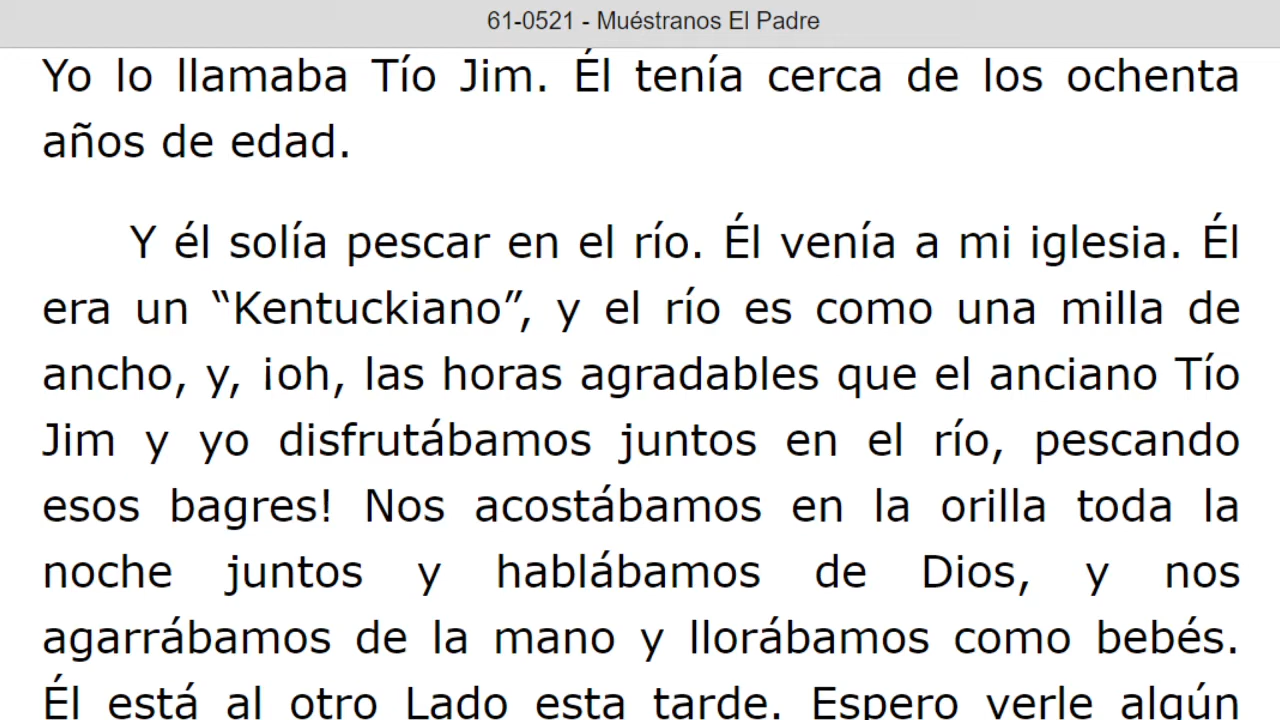 61-0521 - Muéstranos El Padre
Yo lo llamaba Tío Jim. Él tenía cerca de los ochenta
años de edad.
Y él solía pescar en el río. Él venía a mi iglesia. Él
era un “Kentuckiano”, y el río es como una milla de
ancho, y, ¡oh, las horas agradables que el anciano Tío
Jim y yo disfrutábamos juntos en el río, pescando
esos bagres! Nos acostábamos en la orilla toda la
noche juntos y hablábamos de Dios, y nos
agarrábamos de la mano y llorábamos como bebés.
Él está al otro Lado esta tarde. Espero verle algún